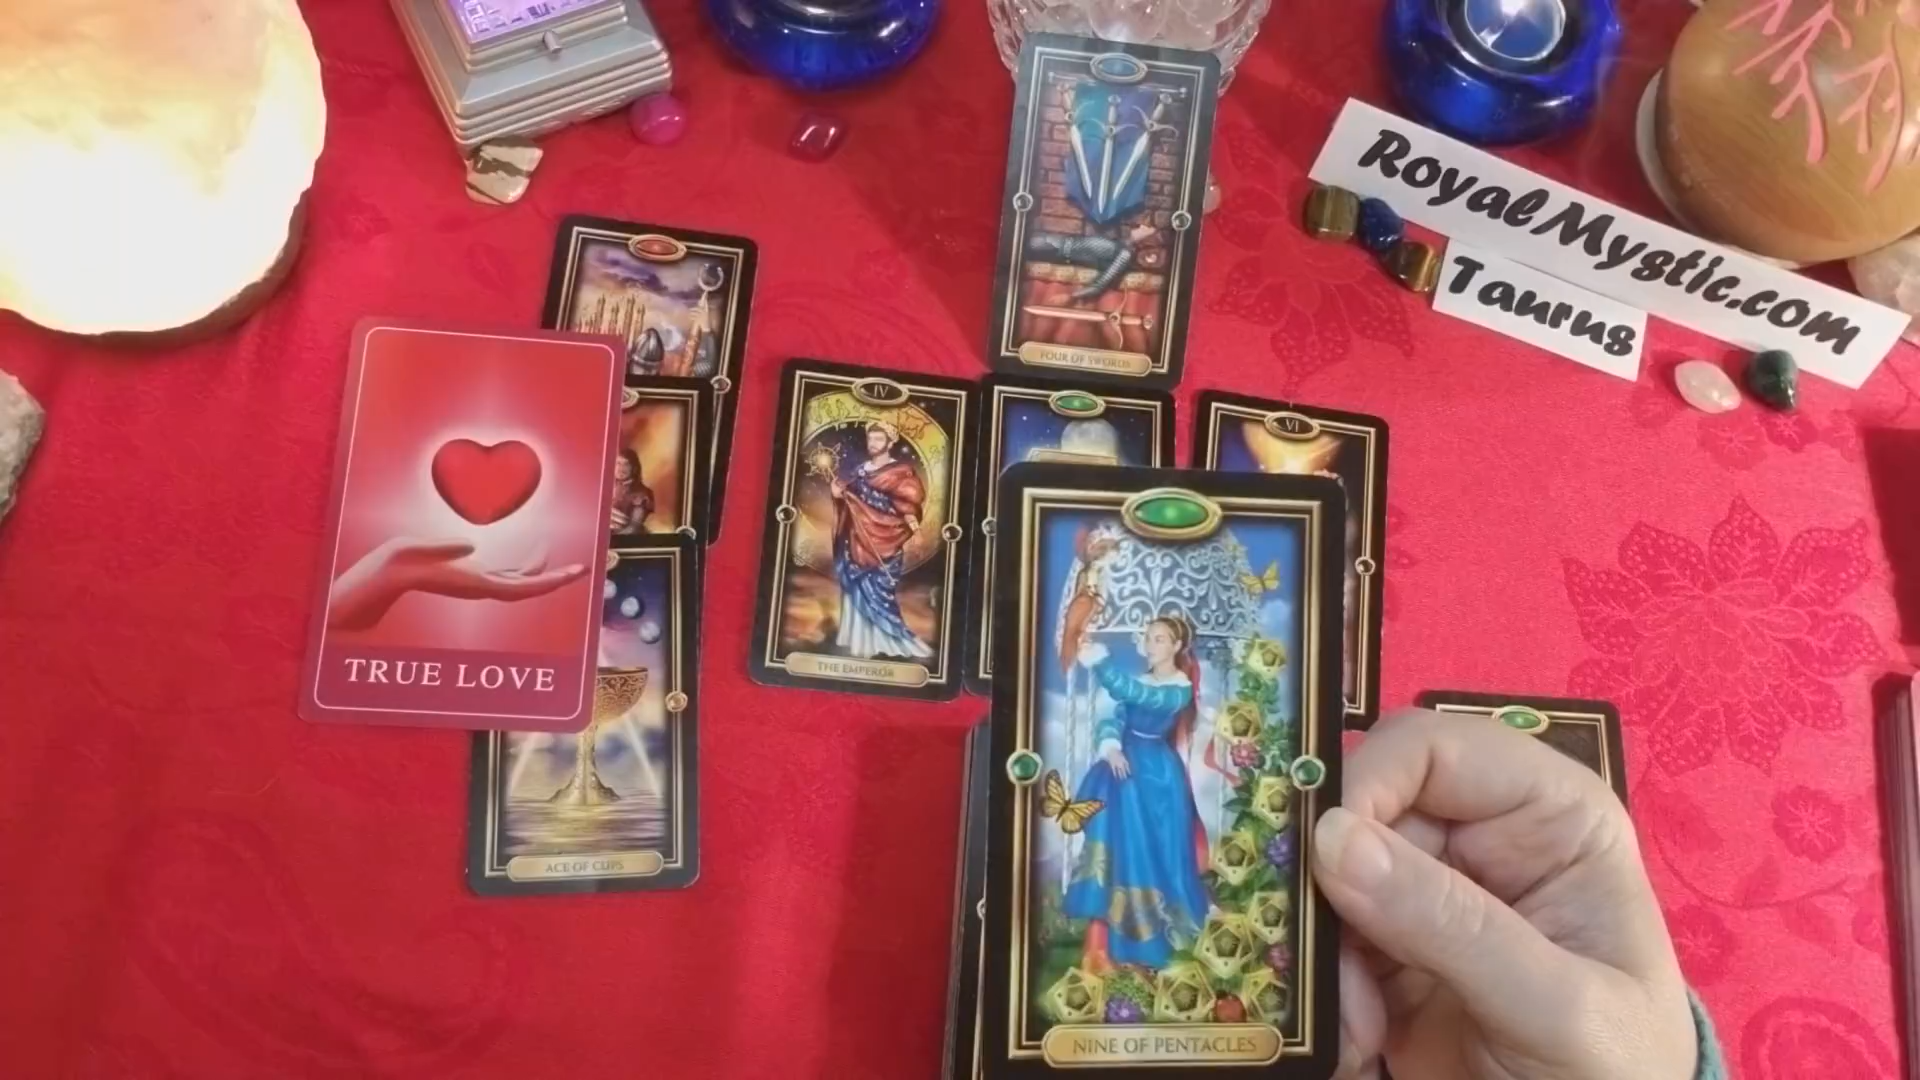 RoyalMystic.com
Taurus
FOUR OF SWORDS
IV
VI
THE EMPEROR
TRUE LOVE
ACE OF CUPS
NINE OF PENTACLES